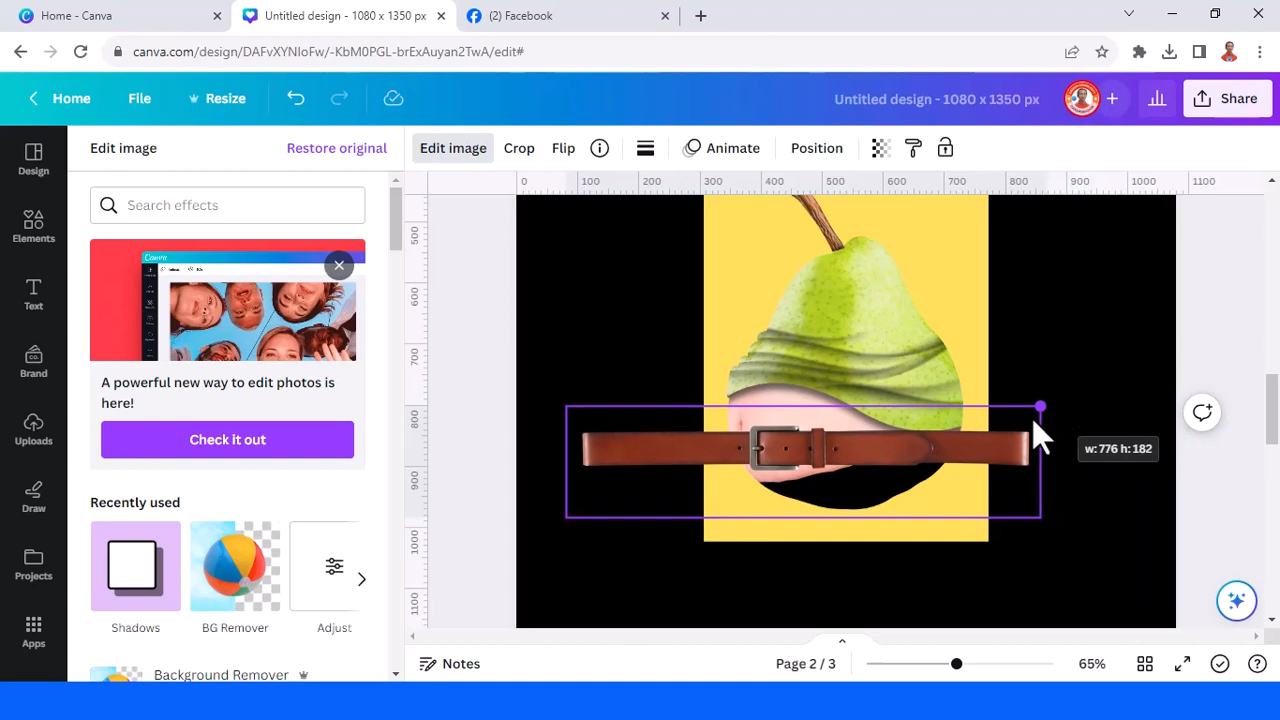 Home - Canva
Untitled design - 1080 x 1350 px
(2) Facebook
canva.com/design/DAFvXYNIoFw/-KbM0PGL-brExAuyan2TwA/edit#
Home
File
Resize
Untitled design - 1080 x 1350 px
Share
Design
Elements
Text
Brand
Uploads
Draw
Projects
Apps
Edit image
Restore original
Search effects
A powerful new way to edit photos is
here!
Check it out
Recently used
Shadows
BG Remover
Adjust
Background Remover
Edit image
Crop
Flip
Animate
Position
0 100 200 300 400 500 600 700 800 900 1000 1100
500
600
700
800
900
1000
1100
w: 776 h: 182
Notes
Page 2 / 3
65%